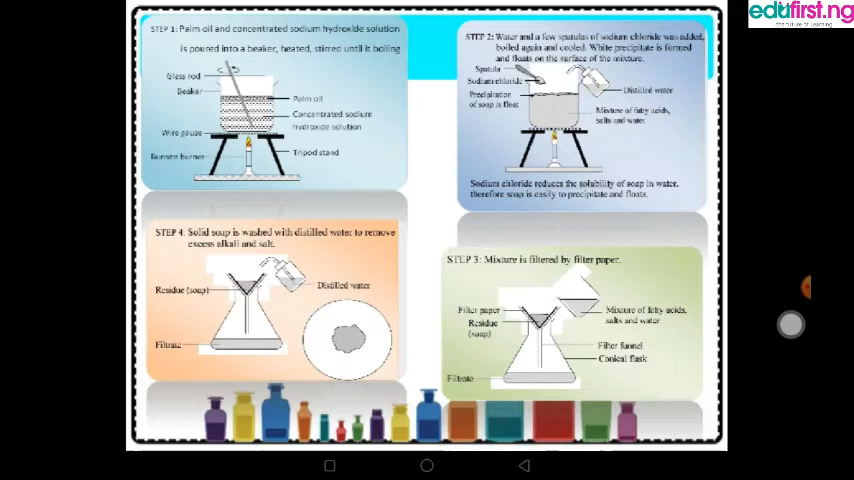 edufirst.ng
the future of learning
STEP 1: Palm oil and concentrated sodium hydroxide solution
is poured into a beaker, heated, stirred until it boiling
Glass rod
Beaker
Palm oil
Concentrated sodium
hydroxide solution
Wire gauze
Bunsen burner
Tripod stand
STEP 2: Water and a few spatulas of sodium chloride was added,
boiled again and cooled. White precipitate is formed
and floats on the surface of the mixture.
Spatula
Sodium chloride
Precipiration
of soap is float
Distilled water
Mixture of fatty acids,
salts and water
Sodium chloride reduces the solubility of soap in water,
therefore soap is easily to precipitate and floats.
STEP 4: Solid soap is washed with distilled water to remove
excess alkali and salt.
Residue (soap)
Distilled water
Filtrate
STEP 3: Mixture is filtered by filter paper.
Filter paper
Residue
(soap)
Mixture of fatty acids,
salts and water
Filter funnel
Conical flask
Filtrate